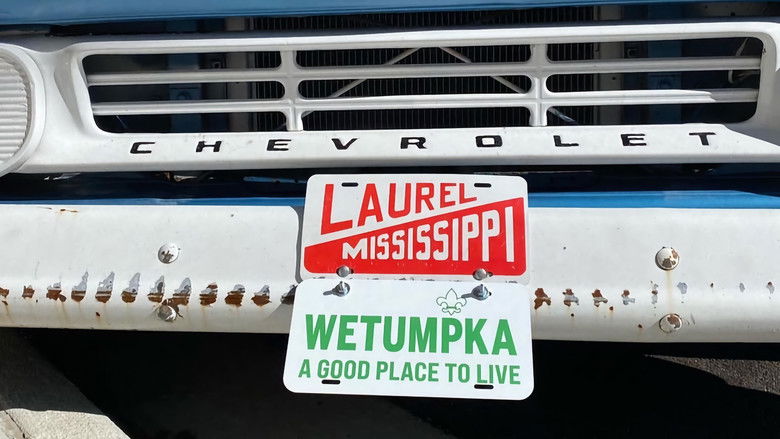 CHEVROLET
LAUREL
MISSISSIPPI
WETUMPKA
A GOOD PLACE TO LIVE